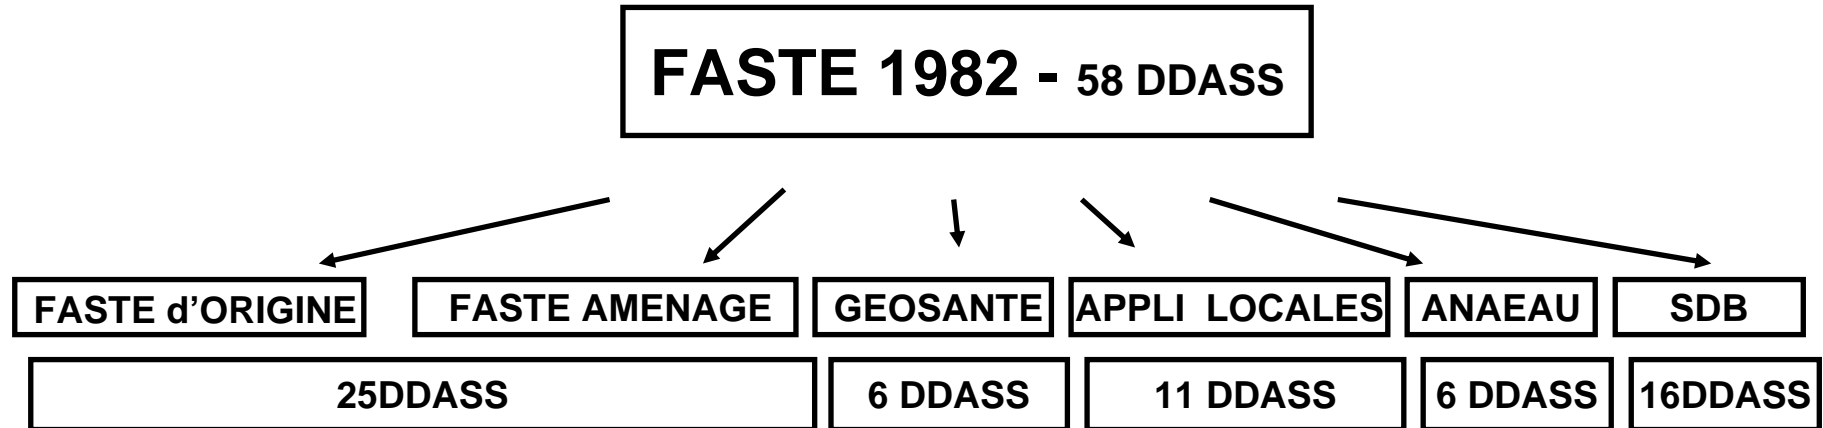 FASTE 1982 - 58 DDASS
FASTE d’ORIGINE
FASTE AMENAGE
GEOSANTE
APPLI LOCALES
ANAEAU
SDB
25DDASS
6 DDASS
11 DDASS
6 DDASS
16DDASS